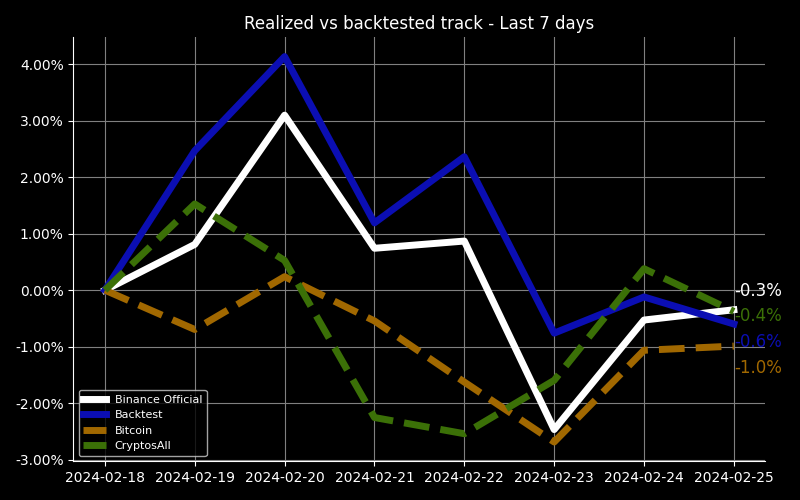 Realized vs backtested track - Last 7 days
4.00%
3.00%
2.00%
1.00%
0.00%
-1.00%
-2.00%
-3.00%
-0.3%
-0.4%
-0.6%
-1.0%
Binance Official
Backtest
Bitcoin
CryptosAll
2024-02-18 2024-02-19 2024-02-20 2024-02-21 2024-02-22 2024-02-23 2024-02-24 2024-02-25